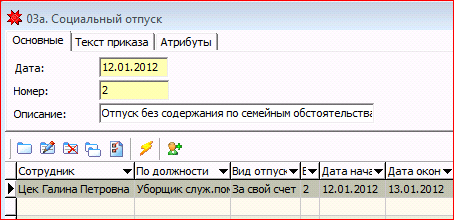 03а. Социальный отпуск
Основные Текст приказа Атрибуты
Дата: 12.01.2012
Номер: 2
Описание: Отпуск без содержания по семейным обстоятельства
Сотрудник По должности Вид отпуск В Дата нача Дата окон
Цек Галина Петровна Уборщик служ.пом За свой счет 2 12.01.2012 13.01.2012